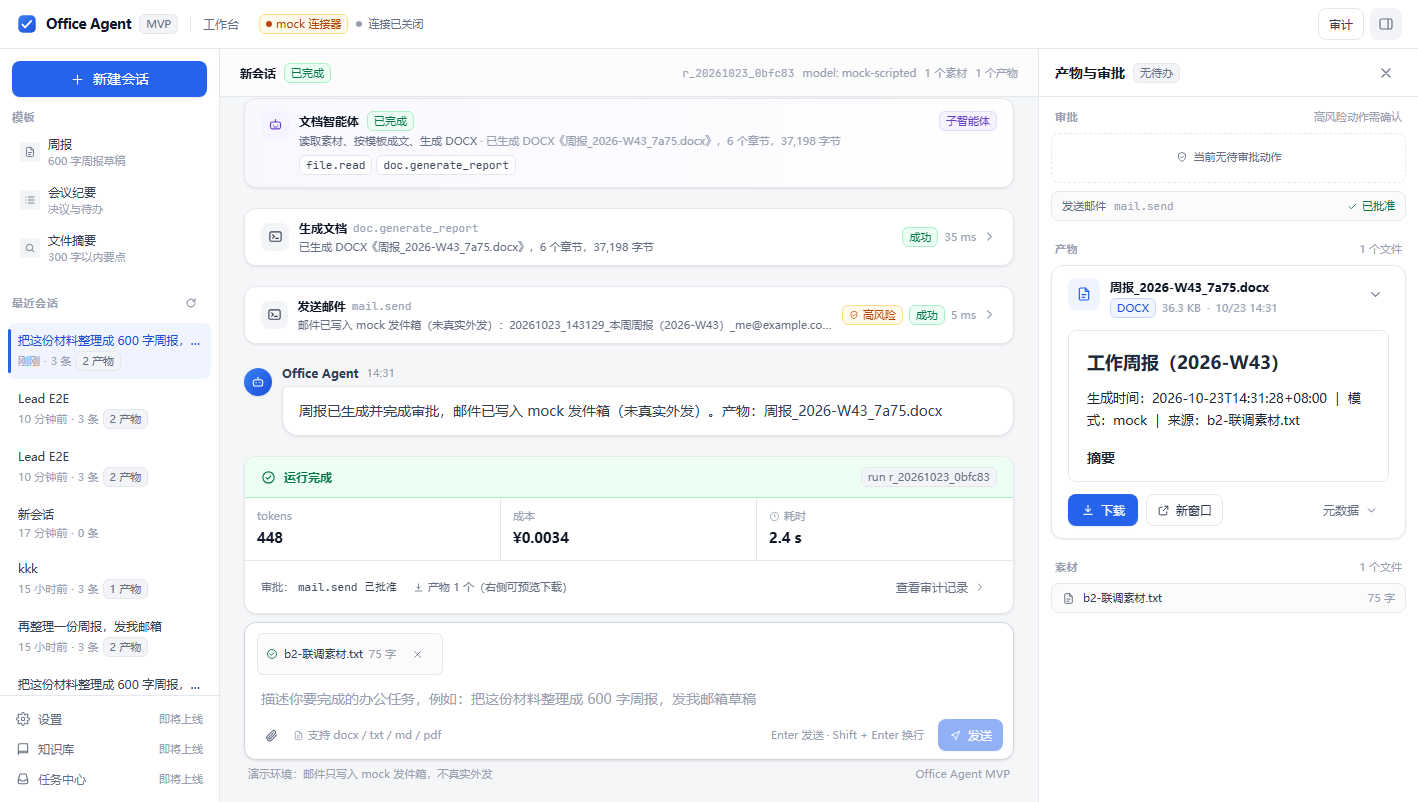 Office Agent MVP 工作台 mock 连接器 连接已关闭 审计
新建会话
模板
周报
600 字周报草稿
会议纪要
决议与待办
文件摘要
300 字以内要点
最近会话
把这份材料整理成 600 字周报，...
刚刚 · 3 条 2 产物
Lead E2E
10 分钟前 · 3 条 2 产物
Lead E2E
10 分钟前 · 3 条 2 产物
新会话
17 分钟前 · 0 条
kkk
15 小时前 · 3 条 1 产物
再整理一份周报，发我邮箱
15 小时前 · 3 条 2 产物
把这份材料整理成 600 字周报，...
设置 即将上线
知识库 即将上线
任务中心 即将上线
新会话 已完成 r_20261023_0bfc83 model: mock-scripted 1 个素材 1 个产物
文档智能体 已完成 子智能体
读取素材、按模板成文、生成 DOCX · 已生成 DOCX《周报_2026-W43_7a75.docx》，6 个章节，37,198 字节
file.read doc.generate_report
生成文档 doc.generate_report
已生成 DOCX《周报_2026-W43_7a75.docx》，6 个章节，37,198 字节
成功 35 ms
发送邮件 mail.send
邮件已写入 mock 发件箱（未真实外发）：20261023_143129_本周周报（2026-W43）_me@example.co...
高风险 成功 5 ms
Office Agent 14:31
周报已生成并完成审批，邮件已写入 mock 发件箱（未真实外发）。产物：周报_2026-W43_7a75.docx
运行完成 run r_20261023_0bfc83
tokens 成本 耗时
448 ¥0.0034 2.4 s
审批： mail.send 已批准 产物 1 个（右侧可预览下载） 查看审计记录
b2-联调素材.txt 75 字
描述你要完成的办公任务，例如：把这份材料整理成 600 字周报，发我邮箱草稿
支持 docx / txt / md / pdf Enter 发送 · Shift + Enter 换行 发送
演示环境：邮件只写入 mock 发件箱，不真实外发 Office Agent MVP
产物与审批 无待办
审批 高风险动作需确认
当前无待审批动作
发送邮件 mail.send 已批准
产物 1 个文件
周报_2026-W43_7a75.docx
DOCX 36.3 KB · 10/23 14:31
工作周报（2026-W43）
生成时间：2026-10-23T14:31:28+08:00 | 模
式：mock | 来源：b2-联调素材.txt
摘要
下载 新窗口 元数据
素材 1 个文件
b2-联调素材.txt 75 字